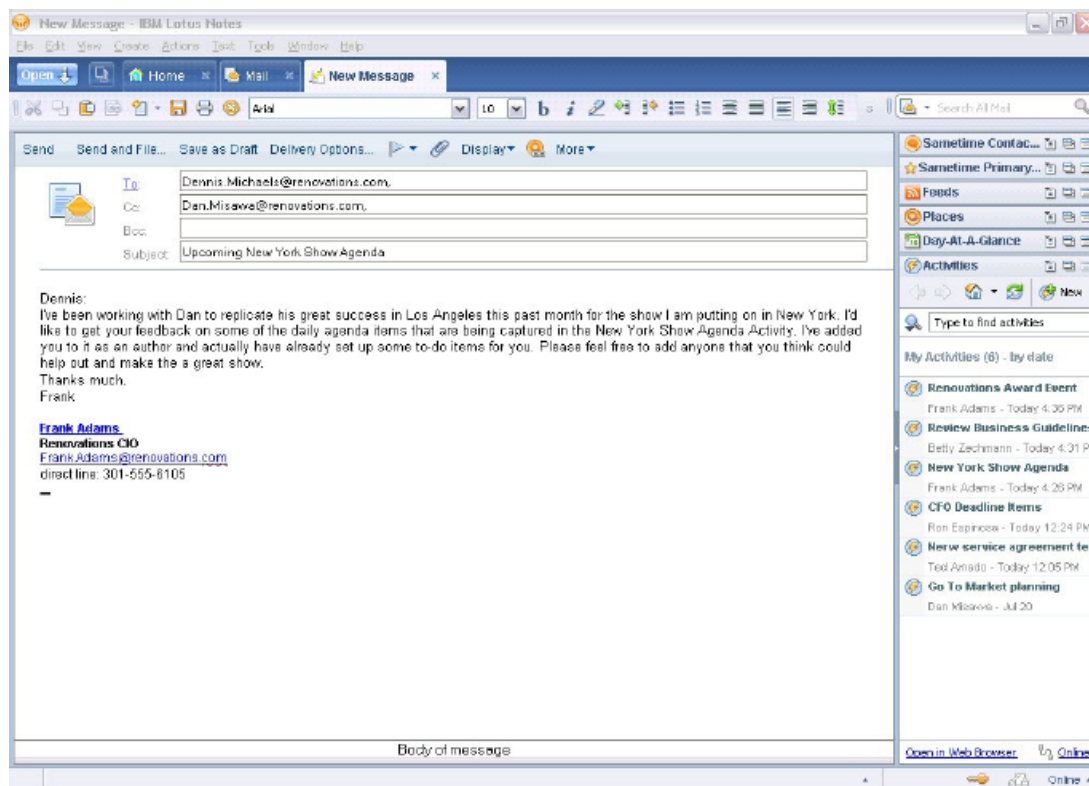 New Message - IBM Lotus Notes
File Edit View Create Actions Text Tools Window Help
Open Home Mail New Message
Arial 10 b i Search All Mail
Send Send and File... Save as Draft Delivery Options... Display More
To: Dennis.Michaels@renovations.com,
Cc: Dan.Misawa@renovations.com,
Bcc:
Subject: Upcoming New York Show Agenda
Dennis:
I've been working with Dan to replicate his great success in Los Angeles this past month for the show I am putting on in New York. I'd
like to get your feedback on some of the daily agenda items that are being captured in the New York Show Agenda Activity. I've added
you to it as an author and actually have already set up some to-do items for you. Please feel free to add anyone that you think could
help out and make the a great show.
Thanks much.
Frank
Frank Adams
Renovations CIO
FrankAdams@renovations.com
direct line: 301-555-6105
Body of message
Sametime Contac...
Sametime Primary...
Feeds
Places
Day-At-A-Glance
Activities
New
Type to find activities
My Activities (6) - by date
Renovations Award Event
Frank Adams - Today 4:35 PM
Review Business Guidelines
Betty Zechmann - Today 4:31 P
New York Show Agenda
Frank Adams - Today 4:26 PM
CFO Deadline Items
Ron Espinosa - Today 12:24 PM
Nerw service agreement te
Ted Amado - Today 12:05 PM
Go To Market planning
Dan Misawa - Jul 20
Open in Web Browser Online
Online